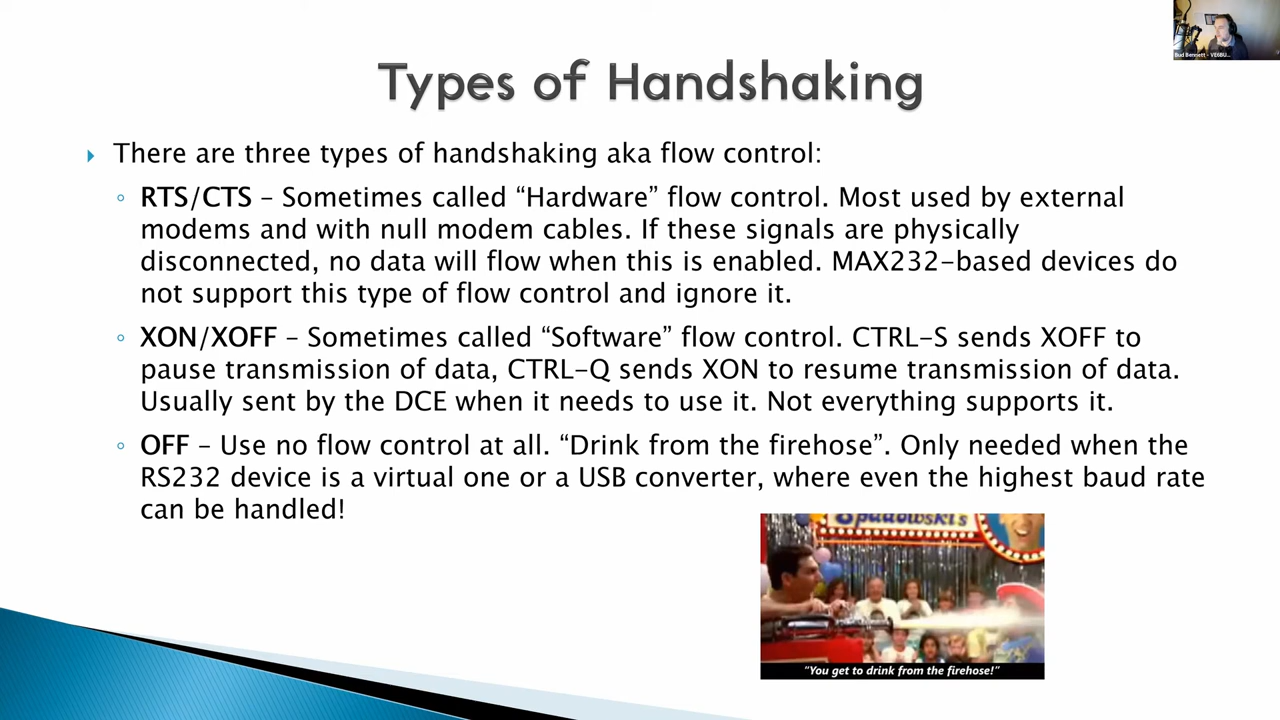 Bud Bennett - VE6BU...
Types of Handshaking
There are three types of handshaking aka flow control:
RTS/CTS – Sometimes called “Hardware” flow control. Most used by external
modems and with null modem cables. If these signals are physically
disconnected, no data will flow when this is enabled. MAX232-based devices do
not support this type of flow control and ignore it.
XON/XOFF – Sometimes called “Software” flow control. CTRL-S sends XOFF to
pause transmission of data, CTRL-Q sends XON to resume transmission of data.
Usually sent by the DCE when it needs to use it. Not everything supports it.
OFF – Use no flow control at all. “Drink from the firehose”. Only needed when the
RS232 device is a virtual one or a USB converter, where even the highest baud rate
can be handled!
Spadowski's
"You get to drink from the firehose!"